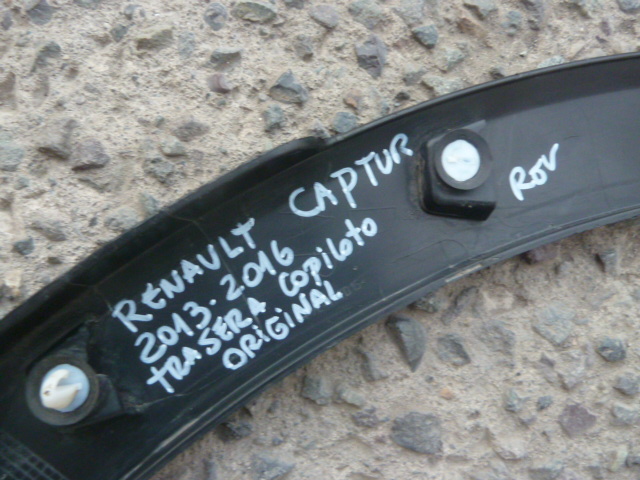 RENAULT CAPTUR
2013.2016
TRASERA COPILOTO
ORIGINAL
ROV